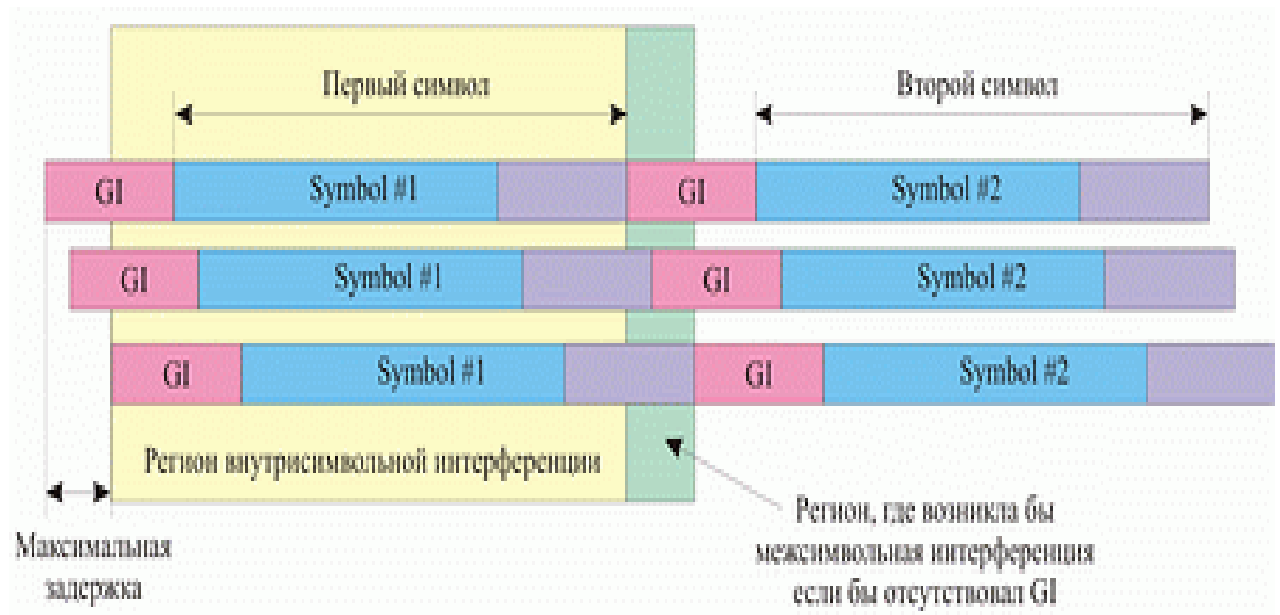 Первый символ
Второй символ
GI Symbol #1 GI Symbol #2
GI Symbol #1 GI Symbol #2
GI Symbol #1 GI Symbol #2
Регион внутрисимвольной интерференции
Максимальная
задержка
Регион, где возникла бы
межсимвольная интерференция
если бы отсутствовал GI